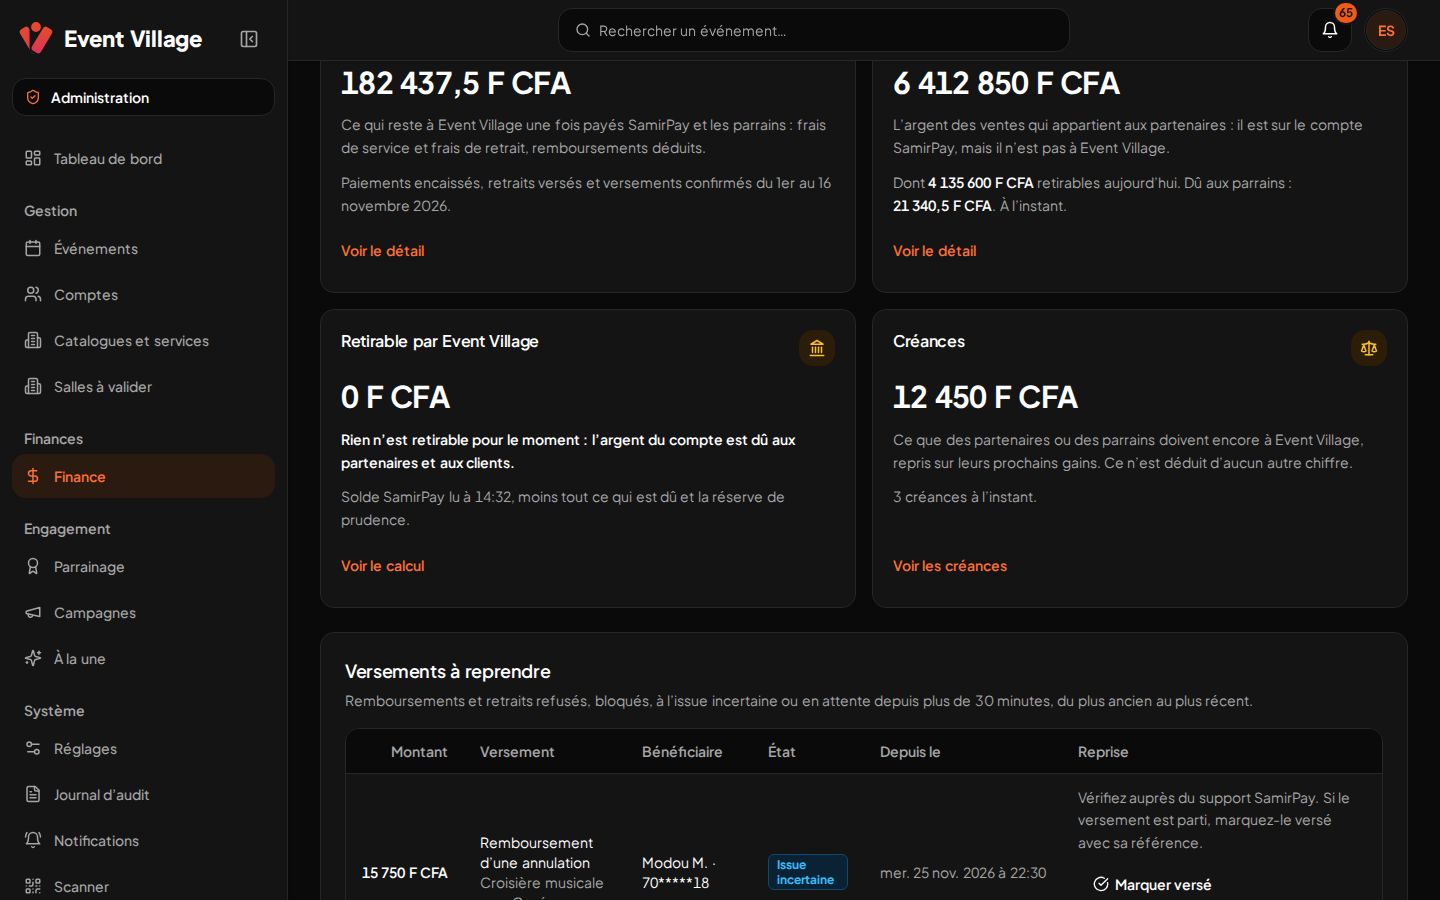 Event Village
Rechercher un événement...
65
ES
Administration
Tableau de bord
Gestion
Événements
Comptes
Catalogues et services
Salles à valider
Finances
Finance
Engagement
Parrainage
Campagnes
À la une
Système
Réglages
Journal d'audit
Notifications
Scanner
182 437,5 F CFA
Ce qui reste à Event Village une fois payés SamirPay et les parrains : frais
de service et frais de retrait, remboursements déduits.
Paiements encaissés, retraits versés et versements confirmés du 1er au 16
novembre 2026.
Voir le détail
6 412 850 F CFA
L'argent des ventes qui appartient aux partenaires : il est sur le compte
SamirPay, mais il n'est pas à Event Village.
Dont 4 135 600 F CFA retirables aujourd'hui. Dû aux parrains :
21 340,5 F CFA. À l'instant.
Voir le détail
Retirable par Event Village
0 F CFA
Rien n'est retirable pour le moment : l'argent du compte est dû aux
partenaires et aux clients.
Solde SamirPay lu à 14:32, moins tout ce qui est dû et la réserve de
prudence.
Voir le calcul
Créances
12 450 F CFA
Ce que des partenaires ou des parrains doivent encore à Event Village,
repris sur leurs prochains gains. Ce n'est déduit d'aucun autre chiffre.
3 créances à l'instant.
Voir les créances
Versements à reprendre
Remboursements et retraits refusés, bloqués, à l'issue incertaine ou en attente depuis plus de 30 minutes, du plus ancien au plus récent.
Montant Versement Bénéficiaire État Depuis le Reprise
15 750 F CFA
Remboursement
d'une annulation
Croisière musicale
Modou M. ·
70*****18
Issue
incertaine
mer. 25 nov. 2026 à 22:30
Vérifiez auprès du support SamirPay. Si le
versement est parti, marquez-le versé
avec sa référence.
Marquer versé